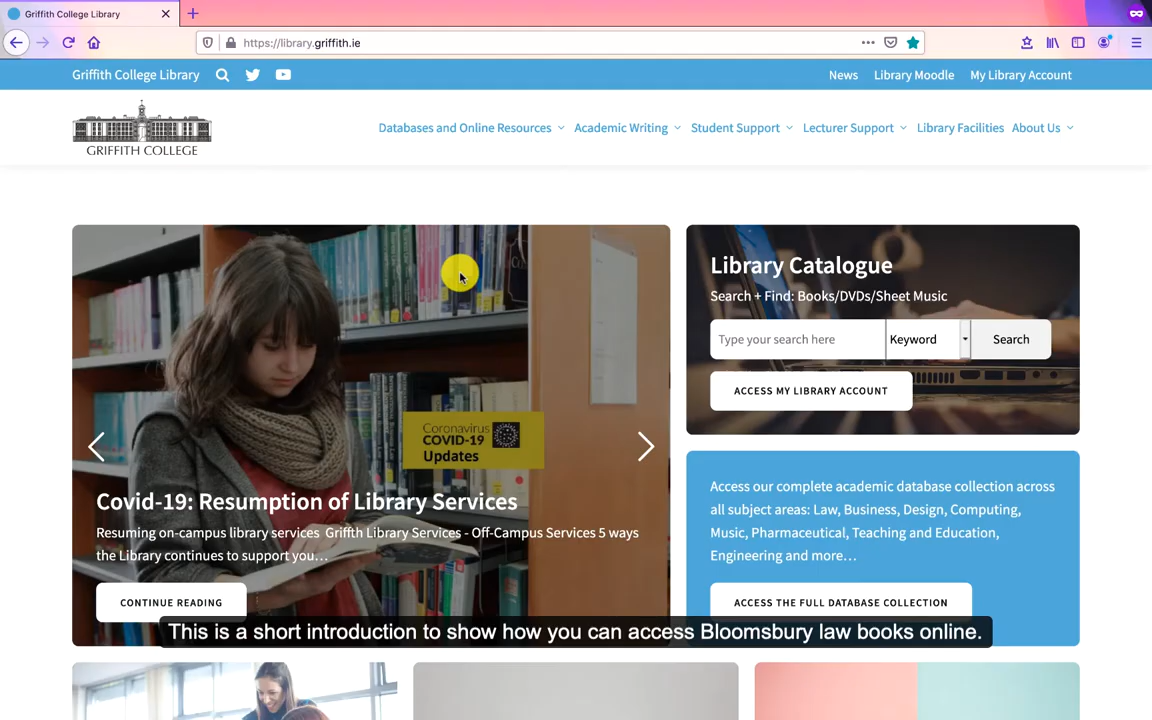 Griffith College Library
https://library.griffith.ie
Griffith College Library
News
Library Moodle
My Library Account
GRIFFITH COLLEGE
Databases and Online Resources
Academic Writing
Student Support
Lecturer Support
Library Facilities
About Us
Coronavirus
COVID-19
Updates
Covid-19: Resumption of Library Services
Resuming on-campus library services Griffith Library Services - Off-Campus Services 5 ways
the Library continues to support you…
CONTINUE READING
Library Catalogue
Search + Find: Books/DVDs/Sheet Music
Type your search here
Keyword
Search
ACCESS MY LIBRARY ACCOUNT
Access our complete academic database collection across
all subject areas: Law, Business, Design, Computing,
Music, Pharmaceutical, Teaching and Education,
Engineering and more…
ACCESS THE FULL DATABASE COLLECTION
This is a short introduction to show how you can access Bloomsbury law books online.